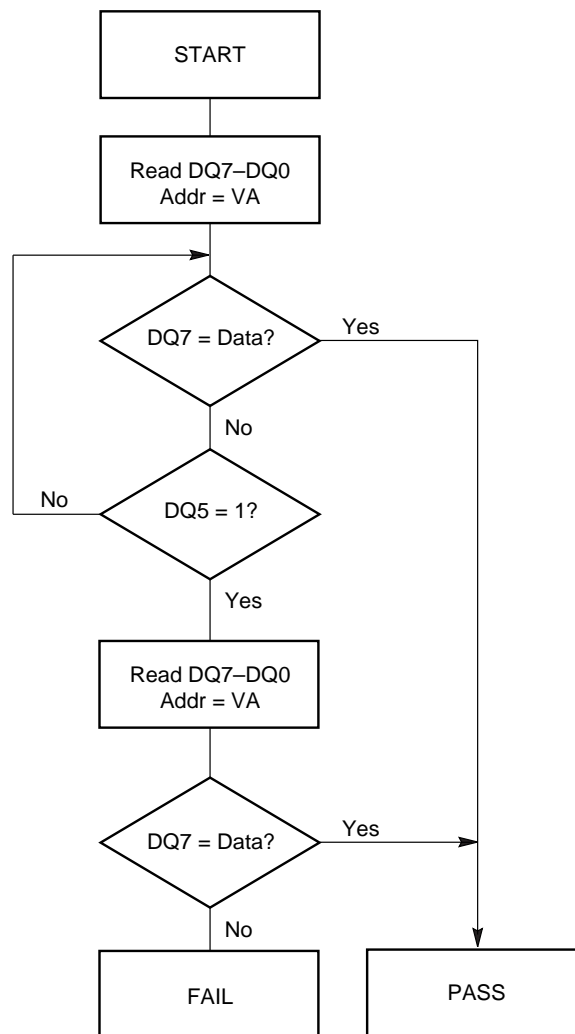 START
Read DQ7–DQ0
Addr = VA
DQ7 = Data?
Yes
No
No
DQ5 = 1?
Yes
Read DQ7–DQ0
Addr = VA
DQ7 = Data?
Yes
No
FAIL
PASS